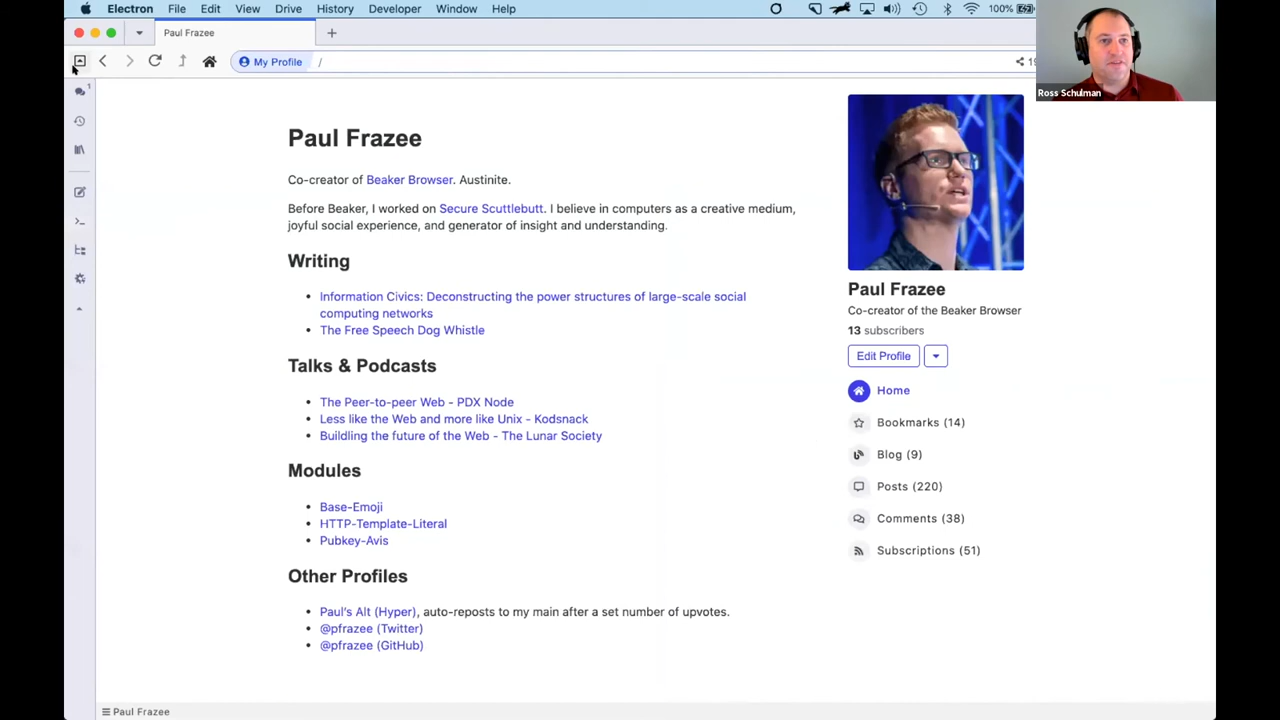 Electron File Edit View Drive History Developer Window Help 100%
Paul Frazee
My Profile /
Ross Schulman
1
Paul Frazee
Co-creator of Beaker Browser. Austinite.
Before Beaker, I worked on Secure Scuttlebutt. I believe in computers as a creative medium,
joyful social experience, and generator of insight and understanding.
Writing
Information Civics: Deconstructing the power structures of large-scale social
computing networks
The Free Speech Dog Whistle
Talks & Podcasts
The Peer-to-peer Web - PDX Node
Less like the Web and more like Unix - Kodsnack
Buildling the future of the Web - The Lunar Society
Modules
Base-Emoji
HTTP-Template-Literal
Pubkey-Avis
Other Profiles
Paul's Alt (Hyper), auto-reposts to my main after a set number of upvotes.
@pfrazee (Twitter)
@pfrazee (GitHub)
Paul Frazee
Co-creator of the Beaker Browser
13 subscribers
Edit Profile
Home
Bookmarks (14)
Blog (9)
Posts (220)
Comments (38)
Subscriptions (51)
Paul Frazee